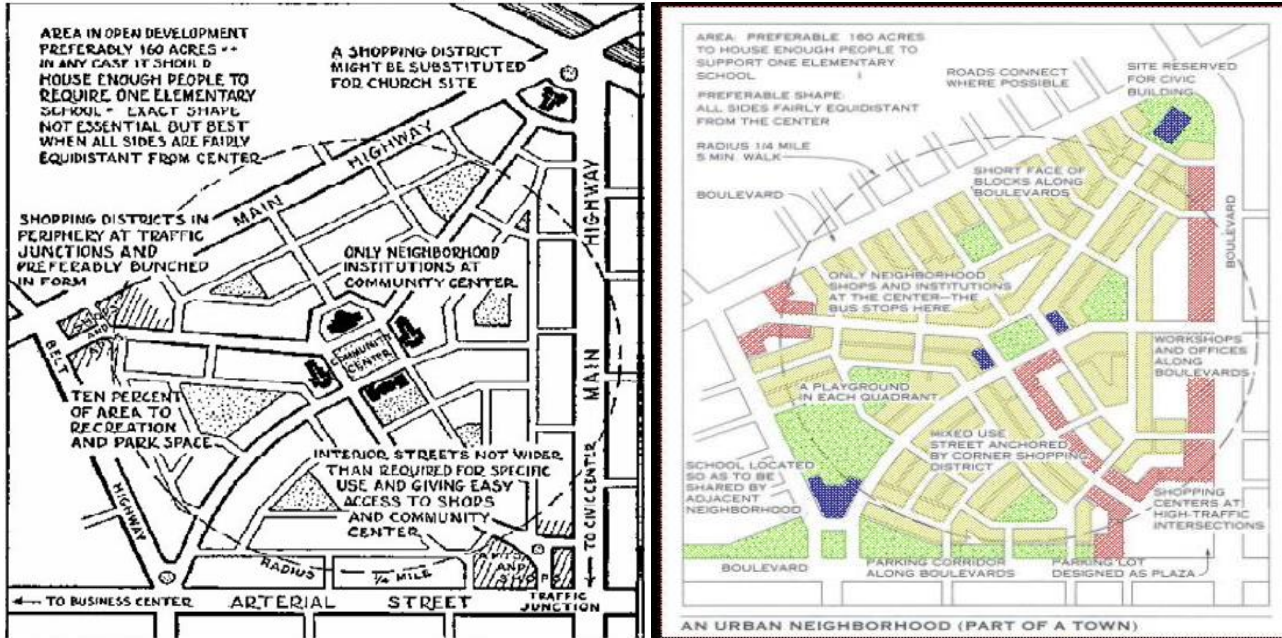 AREA IN OPEN DEVELOPMENT
PREFERABLY 160 ACRES ••
IN ANY CASE IT SHOULD
HOUSE ENOUGH PEOPLE TO
REQUIRE ONE ELEMENTARY
SCHOOL • EXACT SHAPE
NOT ESSENTIAL BUT BEST
WHEN ALL SIDES ARE FAIRLY
EQUIDISTANT FROM CENTER
A SHOPPING DISTRICT
MIGHT BE SUBSTITUTED
FOR CHURCH SITE
MAIN HIGHWAY
HIGHWAY
MAIN
SHOPPING DISTRICTS IN
PERIPHERY AT TRAFFIC
JUNCTIONS AND
PREFERABLY BUNCHED
IN FORM
ONLY NEIGHBORHOOD
INSTITUTIONS AT
COMMUNITY CENTER
SHOPS
AND
COMMUNITY
CENTER
BELT
HIGHWAY
TEN PERCENT
OF AREA TO
RECREATION
AND PARK SPACE
INTERIOR STREETS NOT WIDER
THAN REQUIRED FOR SPECIFIC
USE AND GIVING EASY
ACCESS TO SHOPS
AND COMMUNITY
CENTER
RADIUS 1/4 MILE
AND
SHOPS
TO CIVIC CENTER
TRAFFIC
JUNCTION
TO BUSINESS CENTER
ARTERIAL STREET
AREA: PREFERABLE 160 ACRES
TO HOUSE ENOUGH PEOPLE TO
SUPPORT ONE ELEMENTARY
SCHOOL
PREFERABLE SHAPE:
ALL SIDES FAIRLY EQUIDISTANT
FROM THE CENTER
ROADS CONNECT
WHERE POSSIBLE
SITE RESERVED
FOR CIVIC
BUILDING
RADIUS 1/4 MILE
5 MIN. WALK
BOULEVARD
SHORT FACE OF
BLOCKS ALONG
BOULEVARDS
BOULEVARD
ONLY NEIGHBORHOOD
SHOPS AND INSTITUTIONS
AT THE CENTER—THE
BUS STOPS HERE
WORKSHOPS
AND OFFICES
ALONG
BOULEVARDS
A PLAYGROUND
IN EACH QUADRANT
MIXED USE
STREET ANCHORED
BY CORNER SHOPPING
DISTRICT
SCHOOL LOCATED
SO AS TO BE
SHARED BY
ADJACENT
NEIGHBORHOOD
SHOPPING
CENTERS AT
HIGH-TRAFFIC
INTERSECTIONS
BOULEVARD
PARKING CORRIDOR
ALONG BOULEVARDS
PARKING LOT
DESIGNED AS PLAZA
AN URBAN NEIGHBORHOOD (PART OF A TOWN)